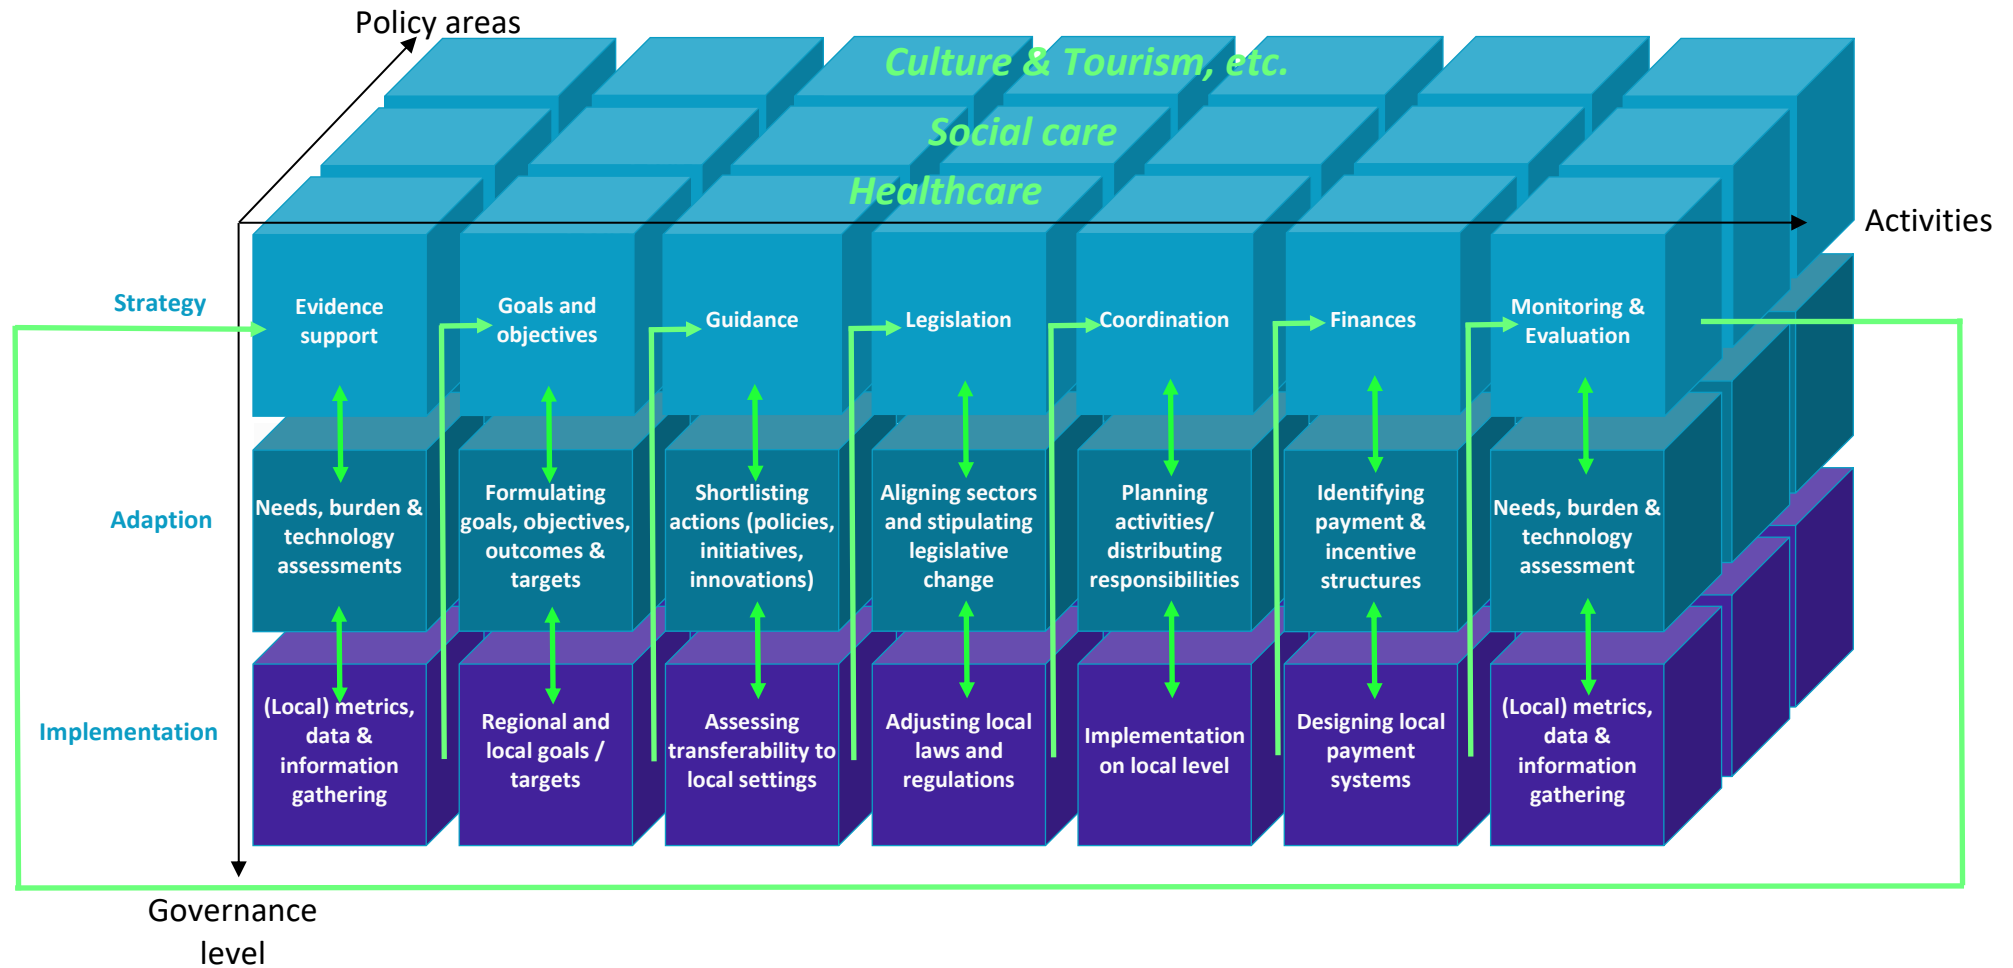 Policy areas
Culture & Tourism, etc.
Social care
Healthcare
Activities
Strategy
Evidence
support
Goals and
objectives
Guidance
Legislation
Coordination
Finances
Monitoring &
Evaluation
Adaption
Needs, burden &
technology
assessments
Formulating
goals, objectives,
outcomes &
targets
Shortlisting
actions (policies,
initiatives,
innovations)
Aligning sectors
and stipulating
legislative
change
Planning
activities/
distributing
responsibilities
Identifying
payment &
incentive
structures
Needs, burden &
technology
assessment
Implementation
(Local) metrics,
data &
information
gathering
Regional and
local goals /
targets
Assessing
transferability to
local settings
Adjusting local
laws and
regulations
Implementation
on local level
Designing local
payment
systems
(Local) metrics,
data &
information
gathering
Governance
level